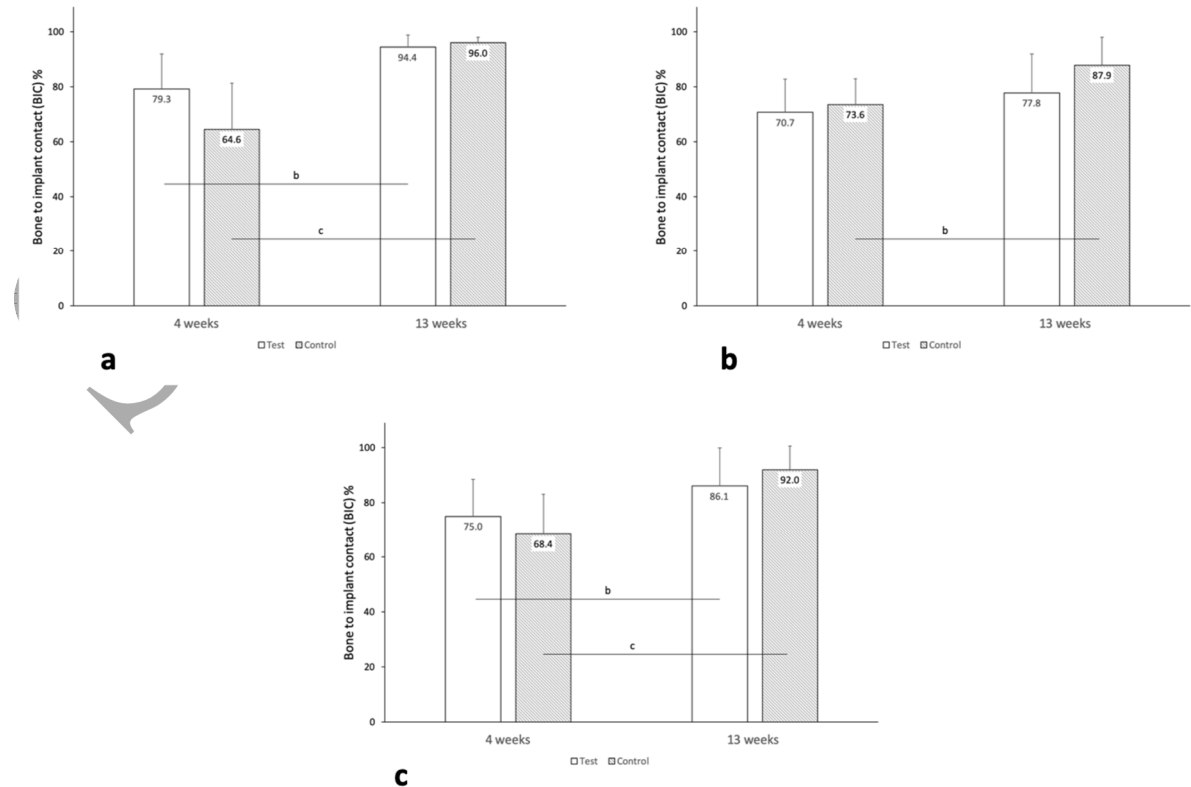 Bone to implant contact (BIC) %
100
80
60
40
20
0
79.3
64.6
94.4
96.0
b
c
4 weeks
13 weeks
Test
Control
a
Bone to implant contact (BIC) %
100
80
60
40
20
0
70.7
73.6
77.8
87.9
b
4 weeks
13 weeks
Test
Control
b
Bone to implant contact (BIC) %
100
80
60
40
20
0
75.0
68.4
86.1
92.0
b
c
4 weeks
13 weeks
Test
Control
c